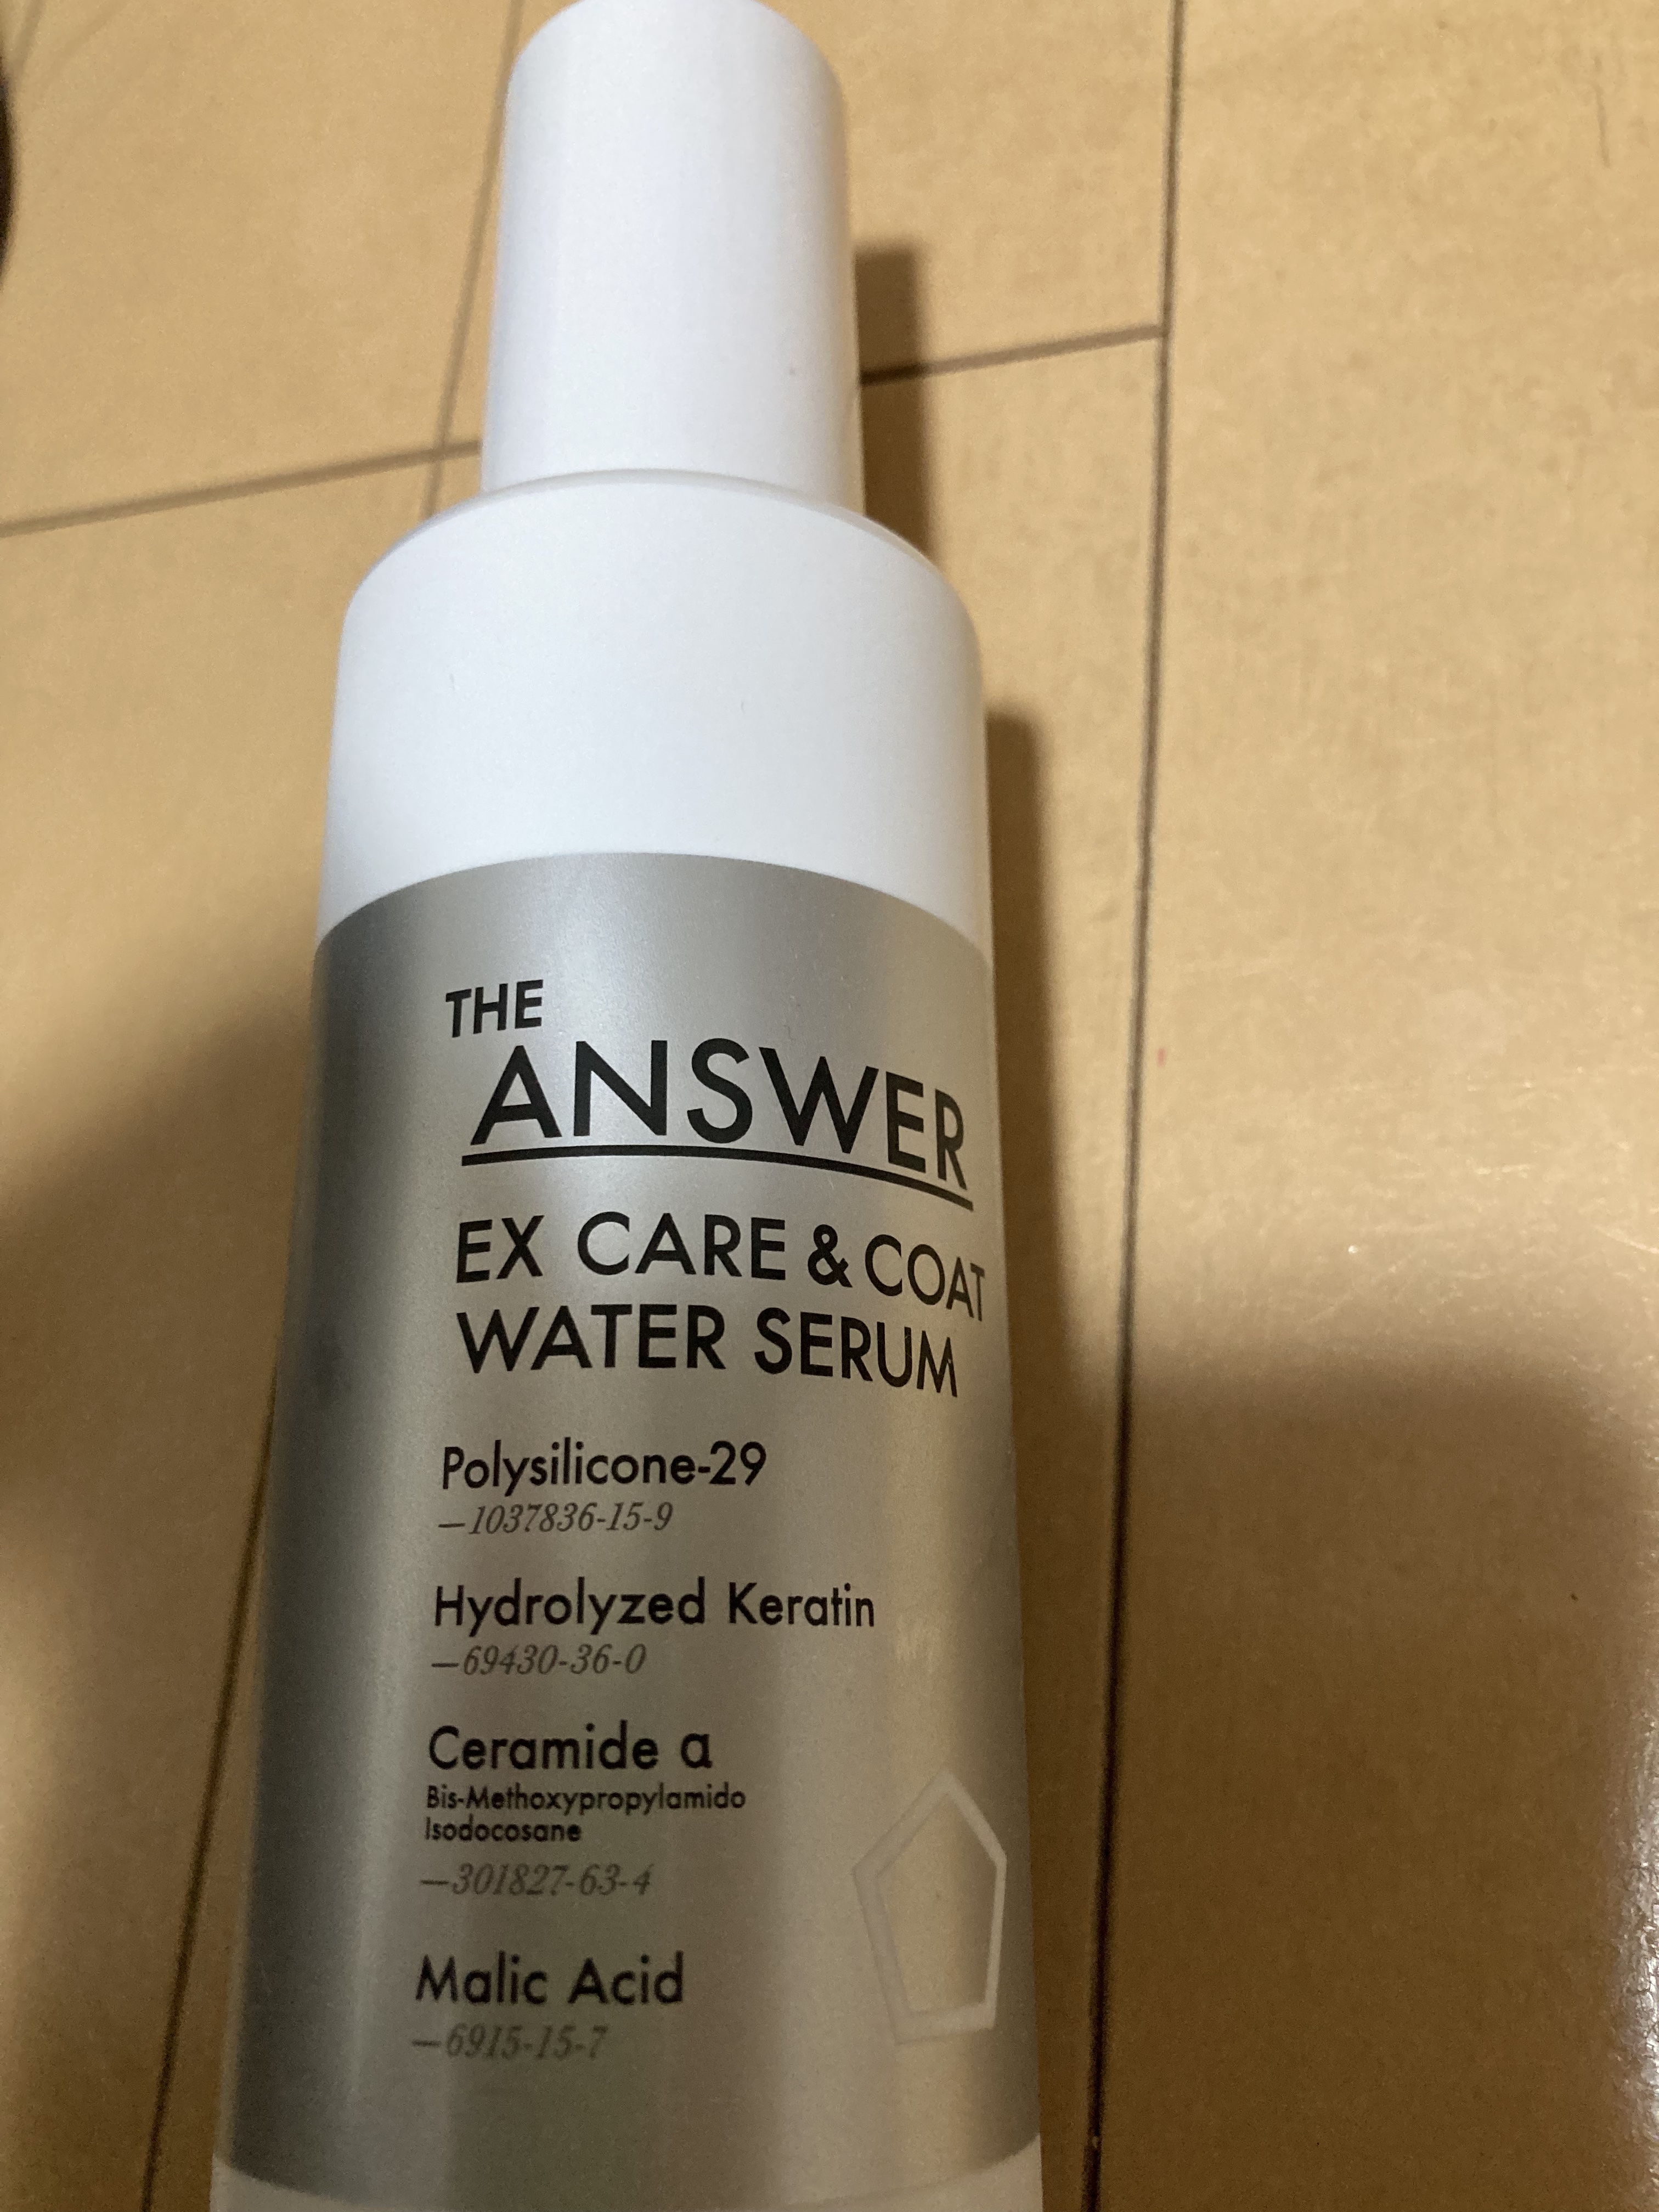 THE
ANSWER
EX CARE & COAT
WATER SERUM
Polysilicone-29
—1037836-15-9
Hydrolyzed Keratin
—69430-36-0
Ceramide α
Bis-Methoxypropylamido
Isodocosane
—301827-63-4
Malic Acid
—6915-15-7